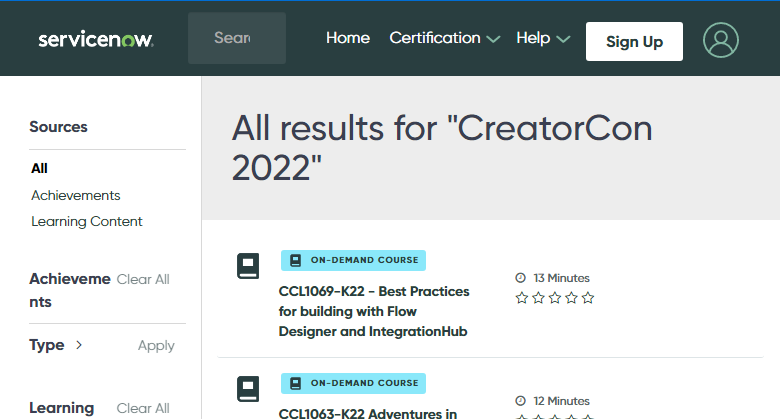 servicenow.
Sear
Home
Certification
Help
Sign Up
Sources
All
Achievements
Learning Content
Achieveme
nts
Clear All
Type
Apply
Learning
Clear All
All results for "CreatorCon
2022"
ON-DEMAND COURSE
CCL1069-K22 - Best Practices
for building with Flow
Designer and IntegrationHub
13 Minutes
ON-DEMAND COURSE
CCL1063-K22 Adventures in
12 Minutes